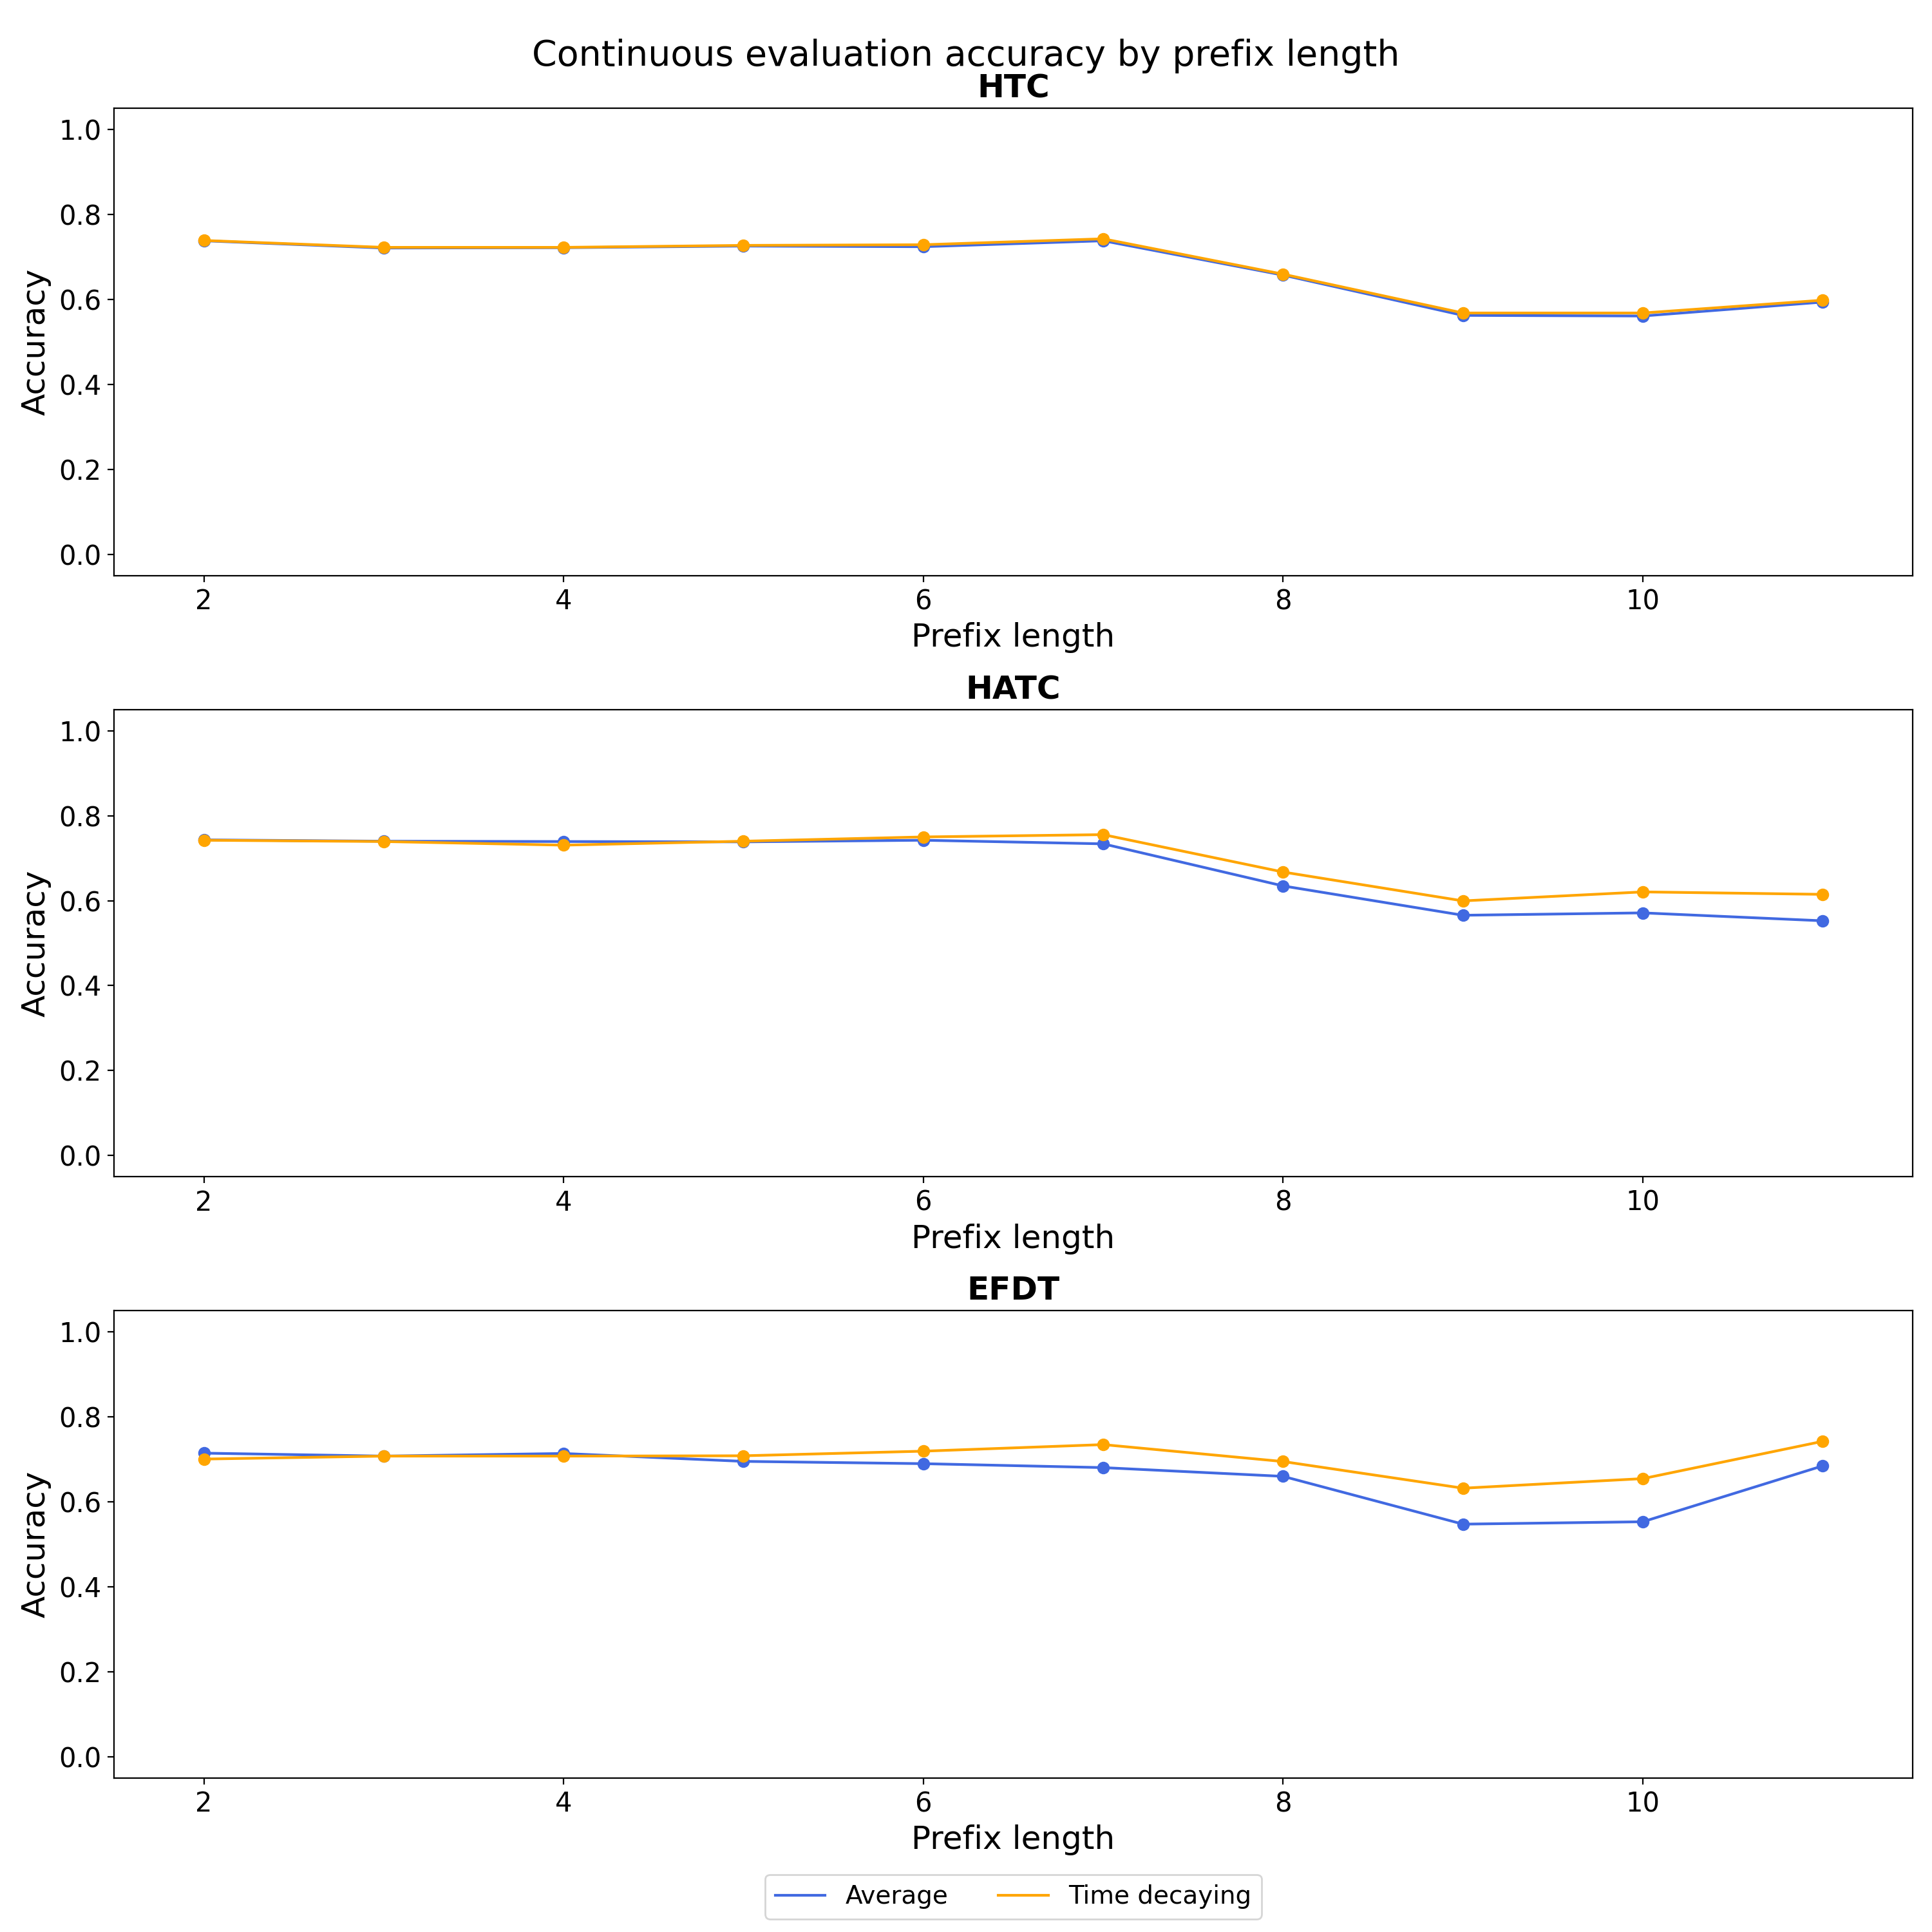 Continuous evaluation accuracy by prefix length
HTC
1.0
0.8
0.6
0.4
0.2
0.0
Accuracy
2 4 6 8 10
Prefix length
HATC
1.0
0.8
0.6
0.4
0.2
0.0
Accuracy
2 4 6 8 10
Prefix length
EFDT
1.0
0.8
0.6
0.4
0.2
0.0
Accuracy
2 4 6 8 10
Prefix length
Average Time decaying